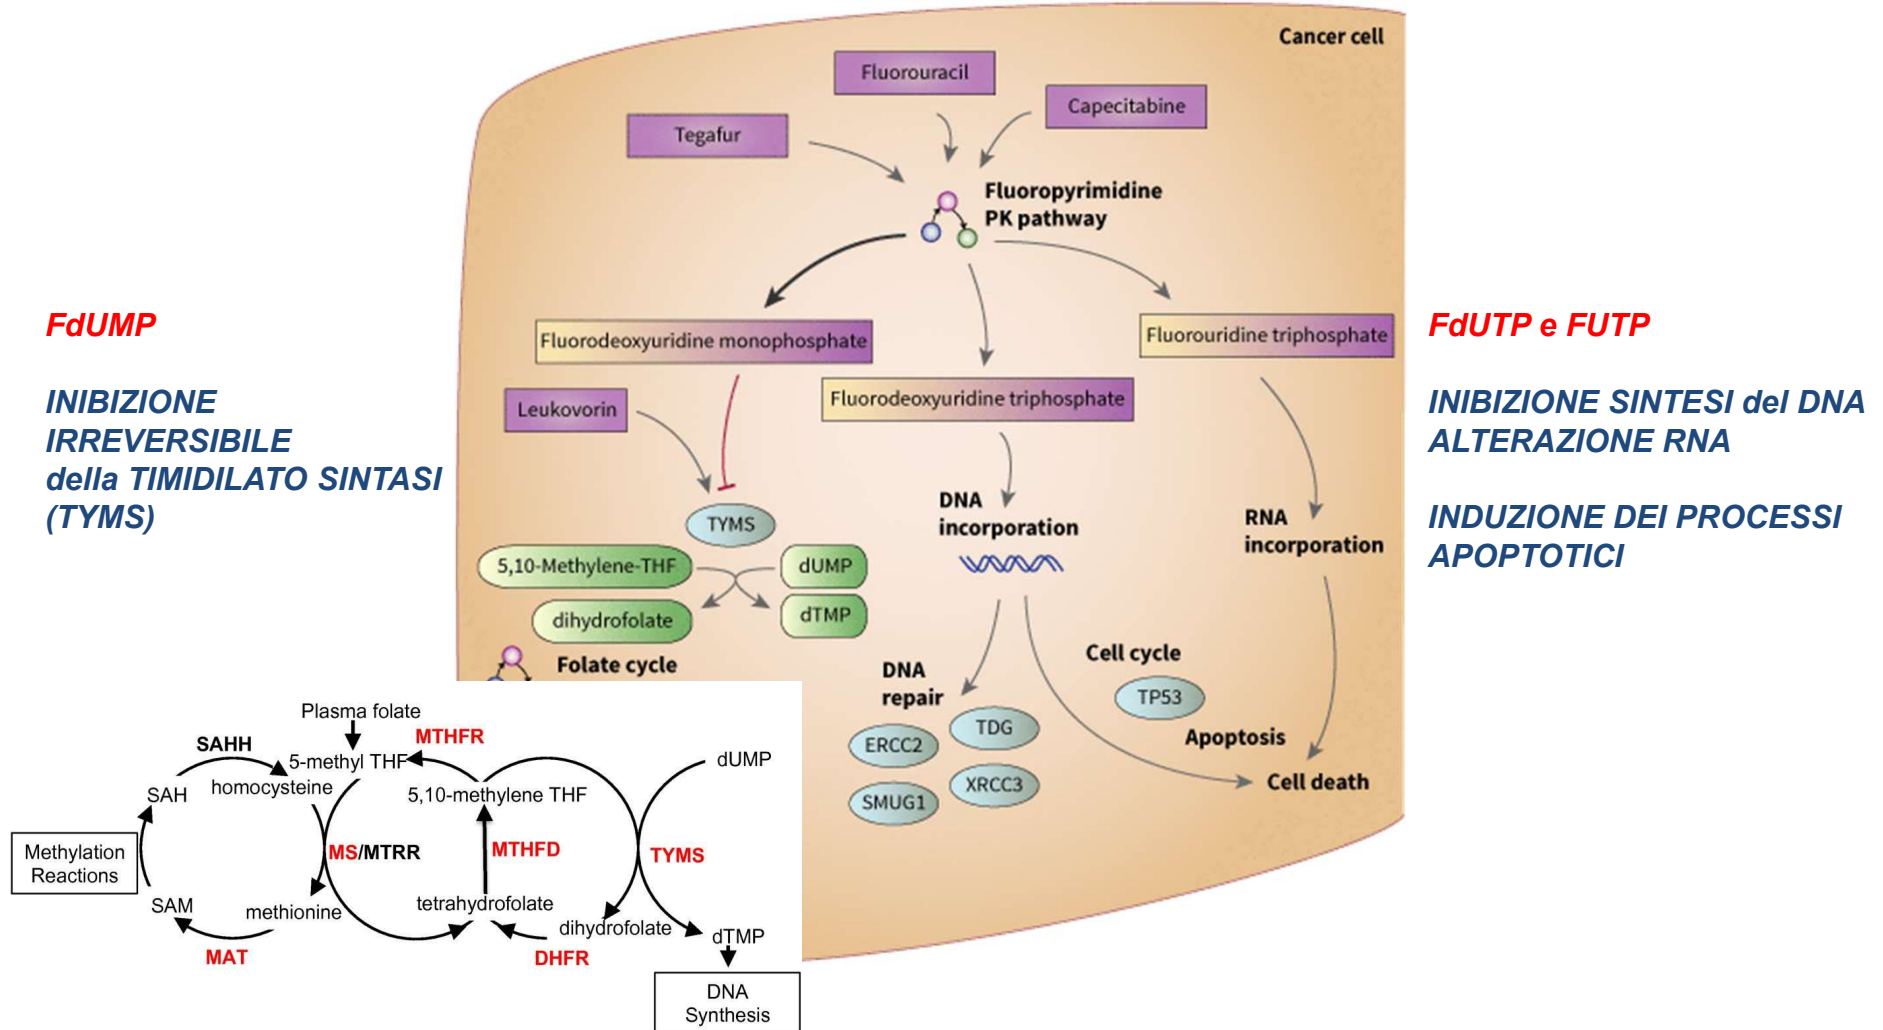 Cancer cell
Fluorouracil
Capecitabine
Tegafur
Fluoropyrimidine
PK pathway
FdUMP
INIBIZIONE
IRREVERSIBILE
della TIMIDILATO SINTASI
(TYMS)
Fluorodeoxyuridine monophosphate
Fluorouridine triphosphate
Fluorodeoxyuridine triphosphate
Leukovorin
TYMS
DNA
incorporation
RNA
incorporation
5,10-Methylene-THF
dUMP
dihydrofolate
dTMP
Folate cycle
DNA
repair
Cell cycle
TP53
TDG
ERCC2
Apoptosis
XRCC3
SMUG1
Cell death
FdUTP e FUTP
INIBIZIONE SINTESI del DNA
ALTERAZIONE RNA
INDUZIONE DEI PROCESSI
APOPTOTICI
Plasma folate
SAHH
MTHFR
5-methyl THF
dUMP
homocysteine
SAH
5,10-methylene THF
Methylation
Reactions
MS/MTRR
MTHFD
TYMS
SAM
methionine
tetrahydrofolate
dihydrofolate
dTMP
MAT
DHFR
DNA
Synthesis